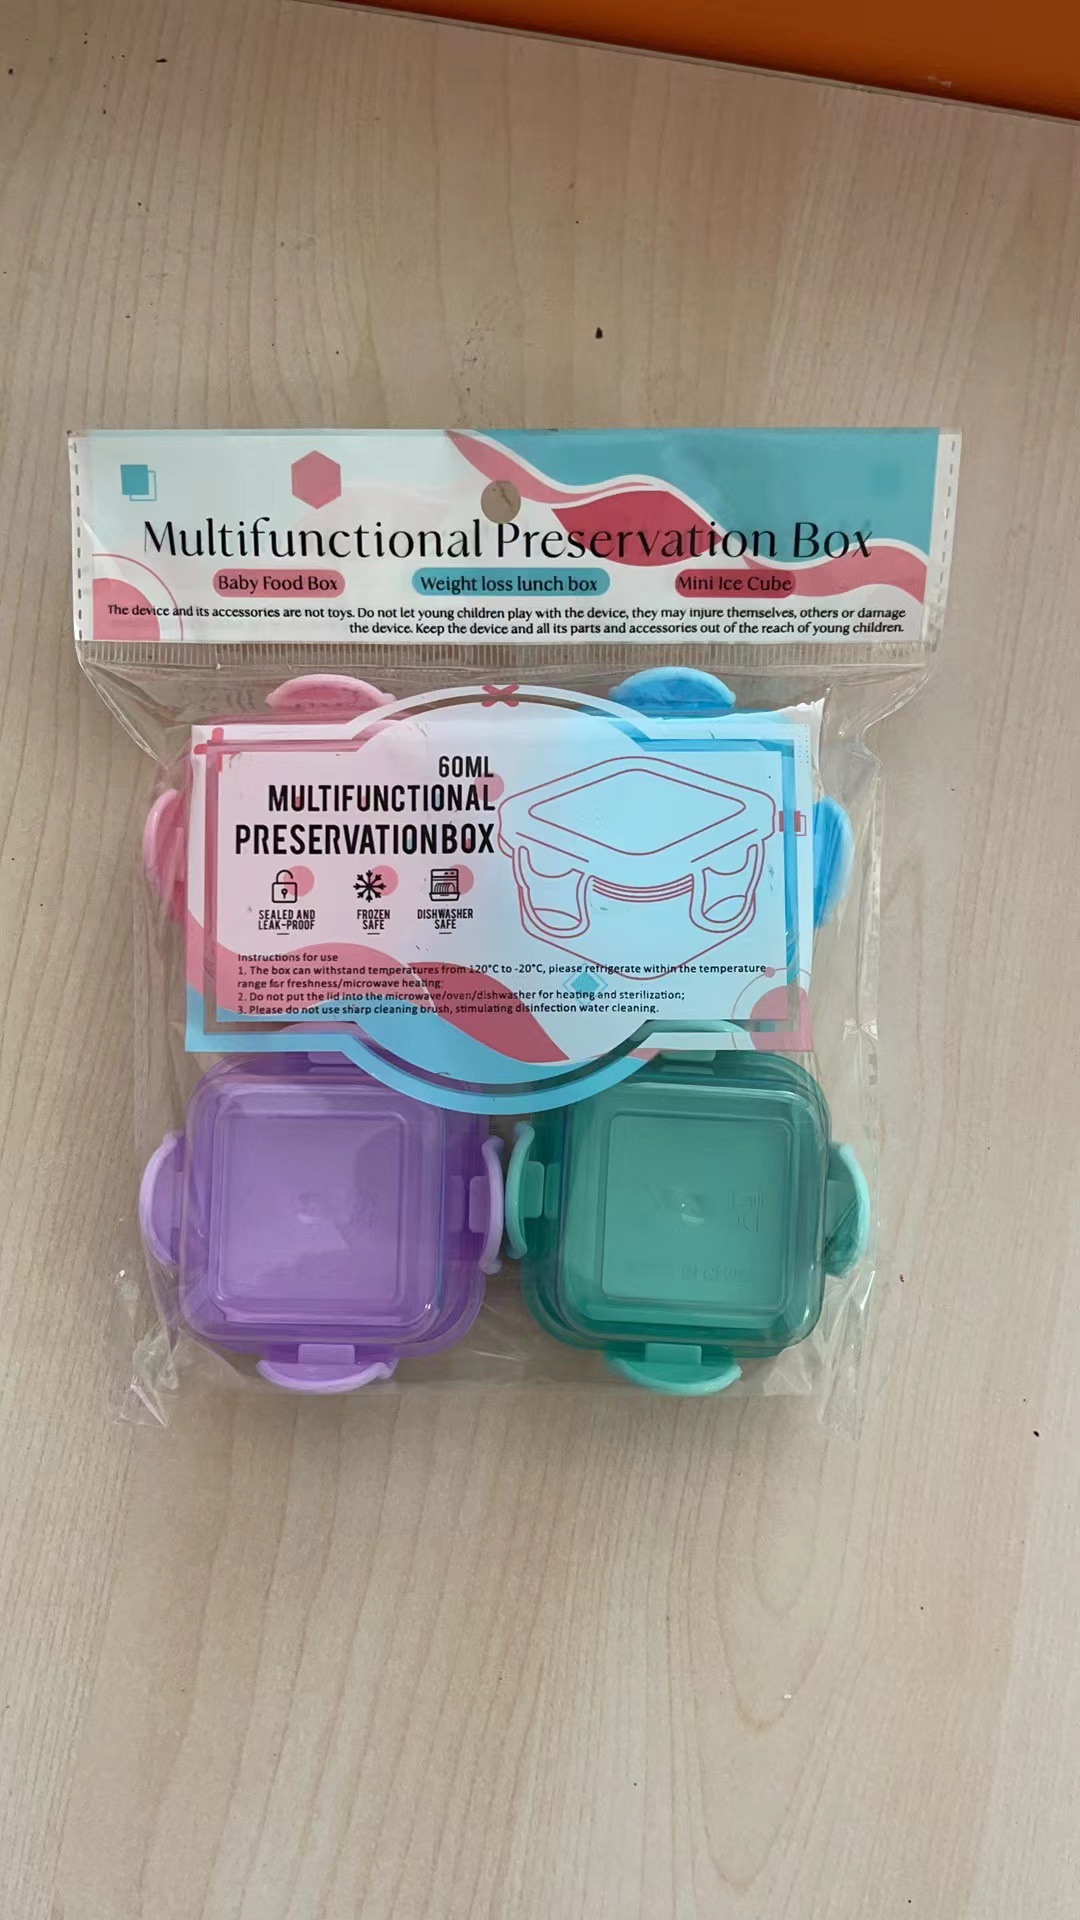 Multifunctional Preservation Box
Baby Food Box Weight loss lunch box Mini Ice Cube
The device and its accessories are not toys. Do not let young children play with the device, they may injure themselves, others or damage
the device. Keep the device and all its parts and accessories out of the reach of young children.
60ML
MULTIFUNCTIONAL
PRESERVATIONBOX
SEALED AND
LEAK-PROOF
FROZEN
SAFE
DISHWASHER
SAFE
Instructions for use
1. The box can withstand temperatures from 120°C to -20°C, please refrigerate within the temperature
range for freshness/microwave heating;
2. Do not put the lid into the microwave/oven/dishwasher for heating and sterilization;
3. Please do not use sharp cleaning brush, stimulating disinfection water cleaning.